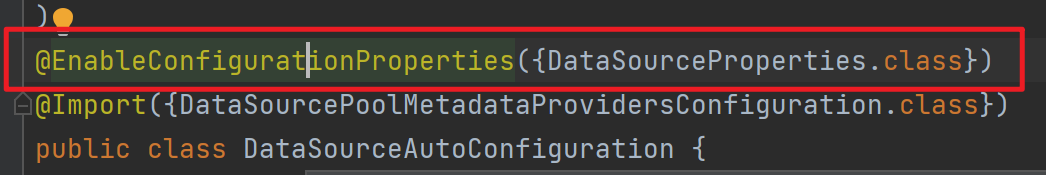 )
@EnableConfigurationProperties({DataSourceProperties.class})
@Import({DataSourcePoolMetadataProvidersConfiguration.class})
public class DataSourceAutoConfiguration {